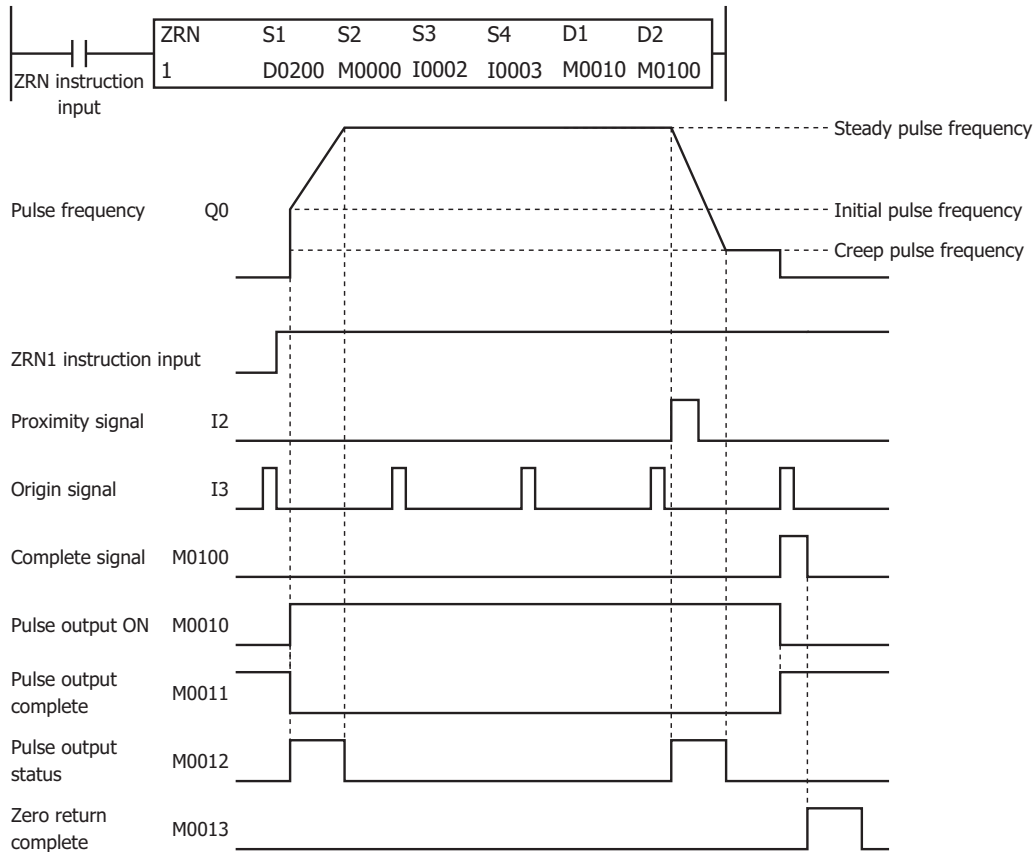 ZRN S1 S2 S3 S4 D1 D2
1 D0200 M0000 I0002 I0003 M0010 M0100
ZRN instruction
input
Steady pulse frequency
Pulse frequency Q0
Initial pulse frequency
Creep pulse frequency
ZRN1 instruction input
Proximity signal I2
Origin signal I3
Complete signal M0100
Pulse output ON M0010
Pulse output
complete M0011
Pulse output
status M0012
Zero return
complete M0013